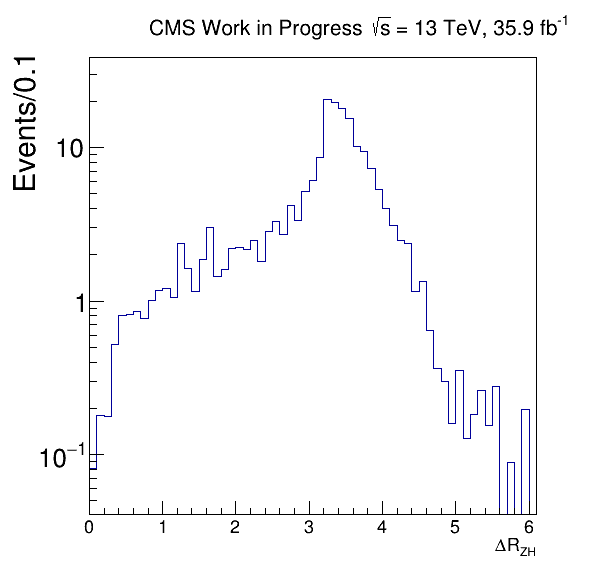 CMS Work in Progress √s = 13 TeV, 35.9 fb⁻¹
Events/0.1
10
1
10⁻¹
0 1 2 3 4 5 6
ΔR_ZH